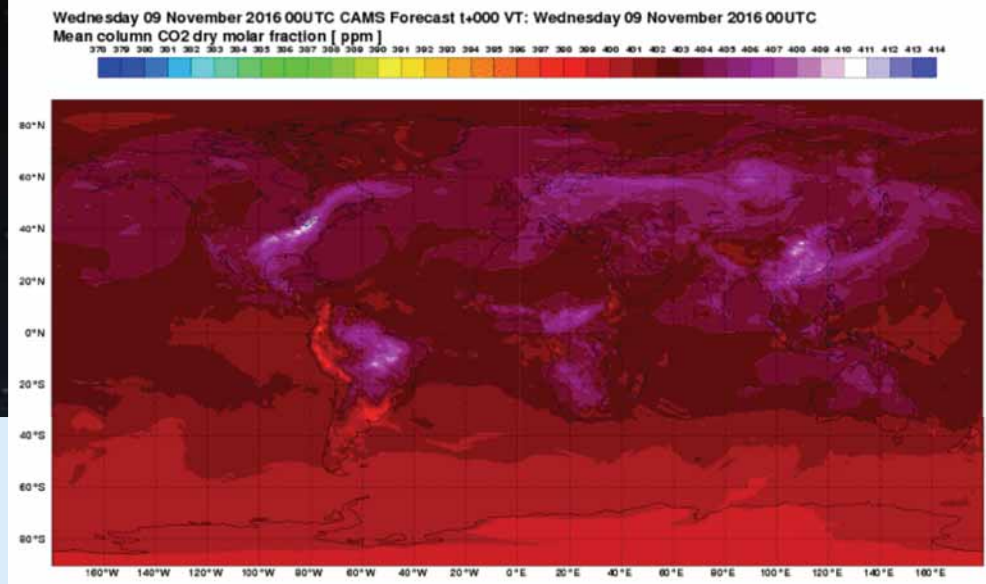 Wednesday 09 November 2016 00UTC CAMS Forecast t+000 VT: Wednesday 09 November 2016 00UTC
Mean column CO2 dry molar fraction [ ppm ]
378 379 380 381 382 383 384 385 386 387 388 389 390 391 392 393 394 395 396 397 398 399 400 401 402 403 404 405 406 407 408 409 410 411 412 413 414
80°N
60°N
40°N
20°N
0°N
20°S
40°S
60°S
80°S
160°W 140°W 120°W 100°W 80°W 60°W 40°W 20°W 0°E 20°E 40°E 60°E 80°E 100°E 120°E 140°E 160°E